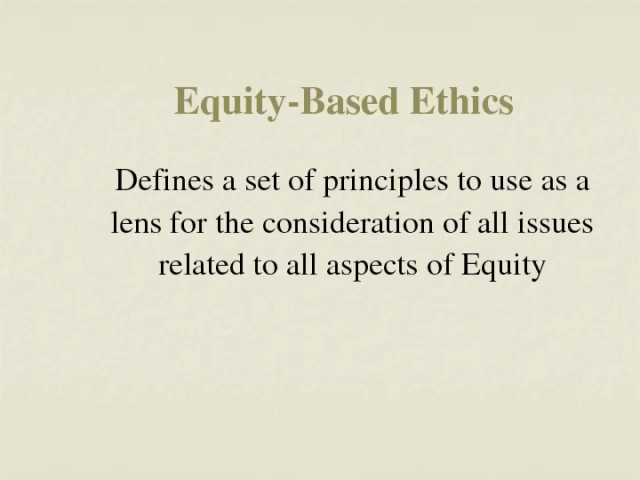 Equity-Based Ethics
Defines a set of principles to use as a
lens for the consideration of all issues
related to all aspects of Equity